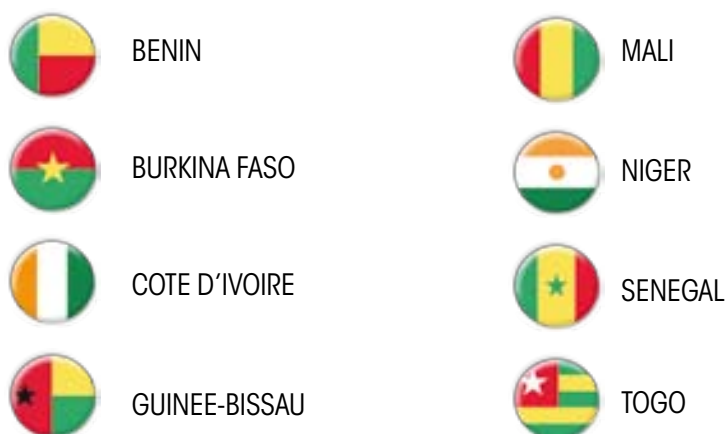 BENIN
BURKINA FASO
COTE D’IVOIRE
GUINEE-BISSAU
MALI
NIGER
SENEGAL
TOGO